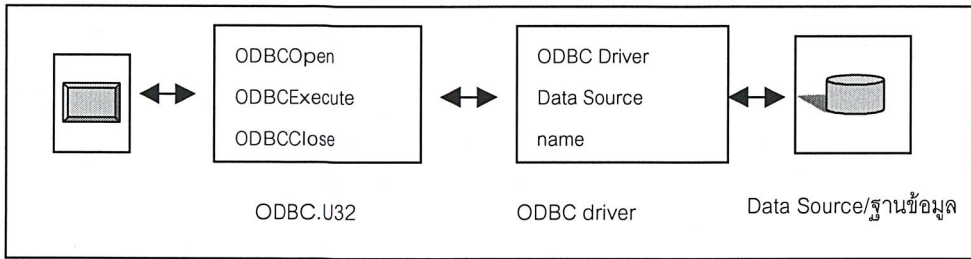 ODBCOpen
ODBCExecute
ODBCClose
ODBC Driver
Data Source
name
ODBC.U32
ODBC driver
Data Source/ฐานข้อมูล